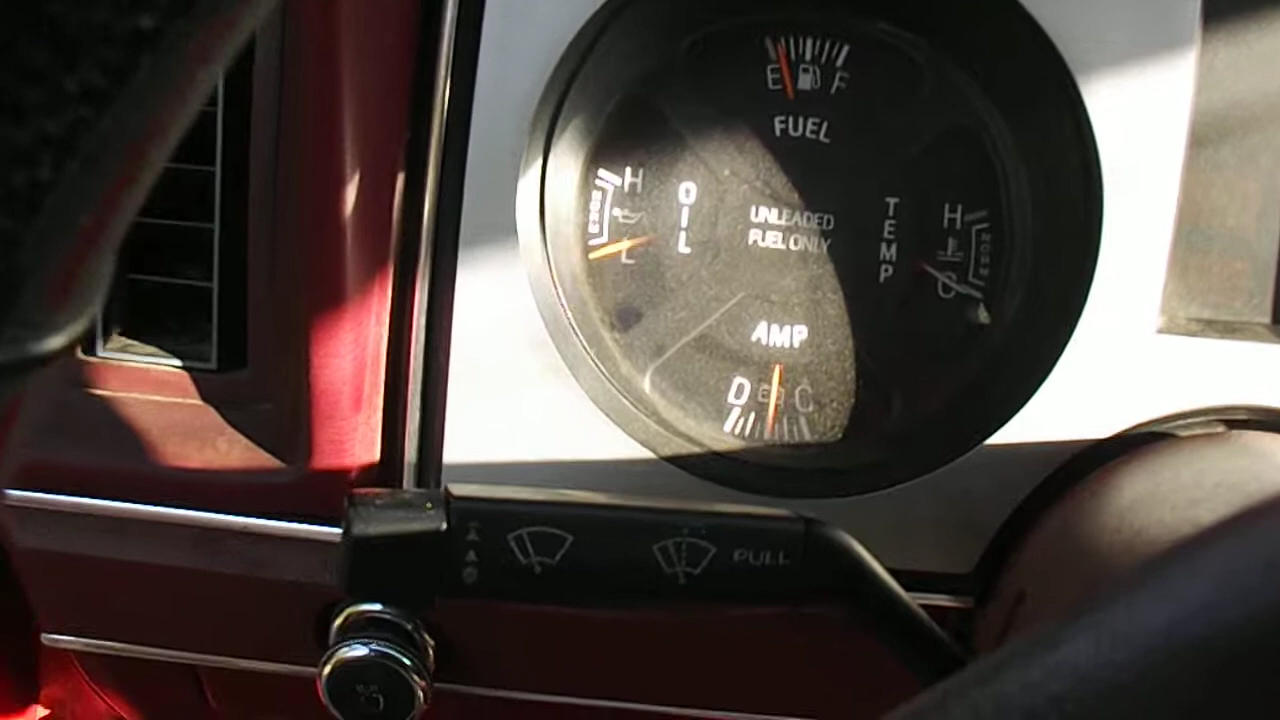 E F
FUEL
H
OIL
L
UNLEADED
FUEL ONLY
TEMP
H
C
AMP
D C
PULL